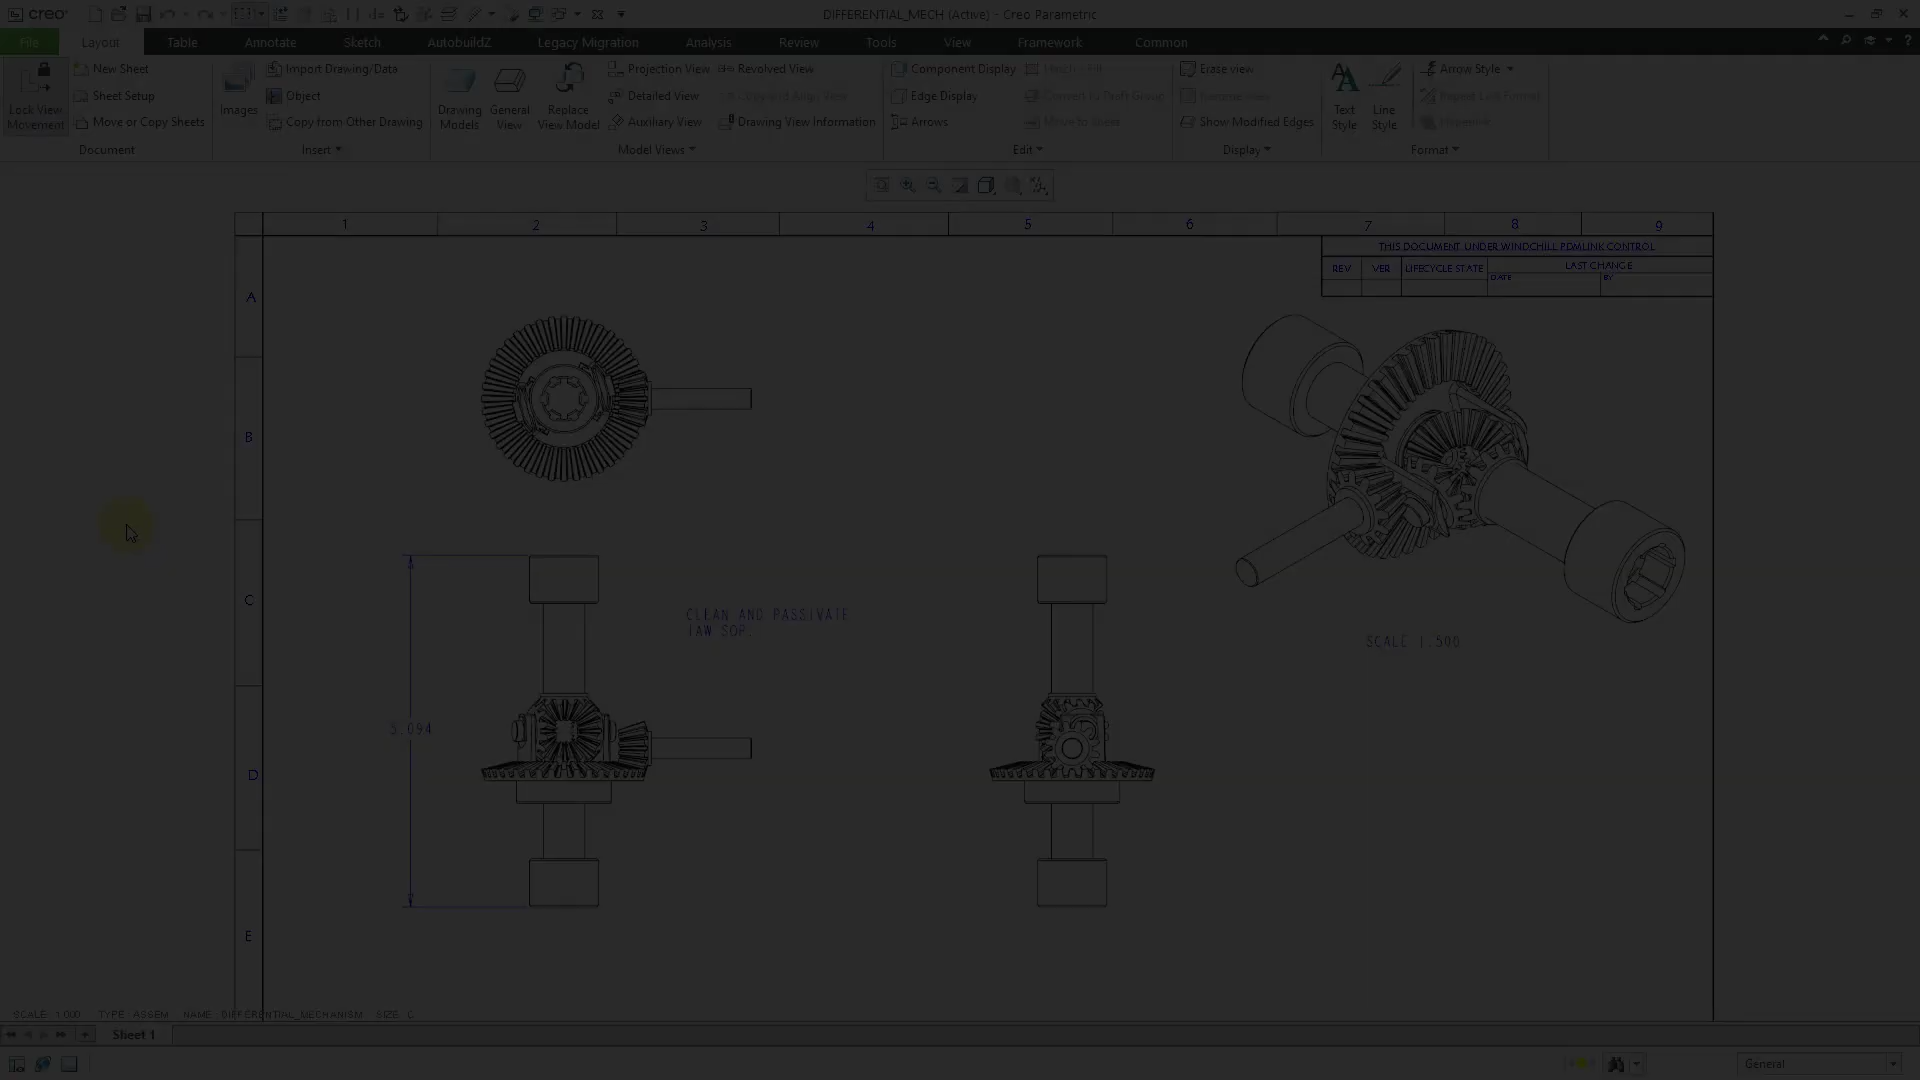 creo
DIFFERENTIAL_MECH (Active) - Creo Parametric
File Layout Table Annotate Sketch AutobuildZ Legacy Migration Analysis Review Tools View Framework Common
Lock View Movement
New Sheet
Sheet Setup
Move or Copy Sheets
Document
Images
Import Drawing/Data
Object
Copy from Other Drawing
Insert
Drawing Models
General View
Replace View Model
Projection View
Detailed View
Auxiliary View
Revolved View
Copy and Align View
Drawing View Information
Model Views
Component Display
Edge Display
Arrows
Convert to Draft Group
Move to Sheet
Edit
Erase view
Show Modified Edges
Display
Text Style
Line Style
Arrow Style
Repeat Last Format
Hyperlink
Format
1 2 3 4 5 6 7 8 9
THIS DOCUMENT UNDER WINDCHILL PDMLINK CONTROL
REV VER LIFECYCLE STATE LAST CHANGE
DATE BY
A
B
C
CLEAN AND PASSIVATE
IAW SOP.
SCALE 1.500
5.094
D
E
SCALE 1.000 TYPE ASSEM NAME DIFFERENTIAL_MECHANISM SIZE C
Sheet 1
General